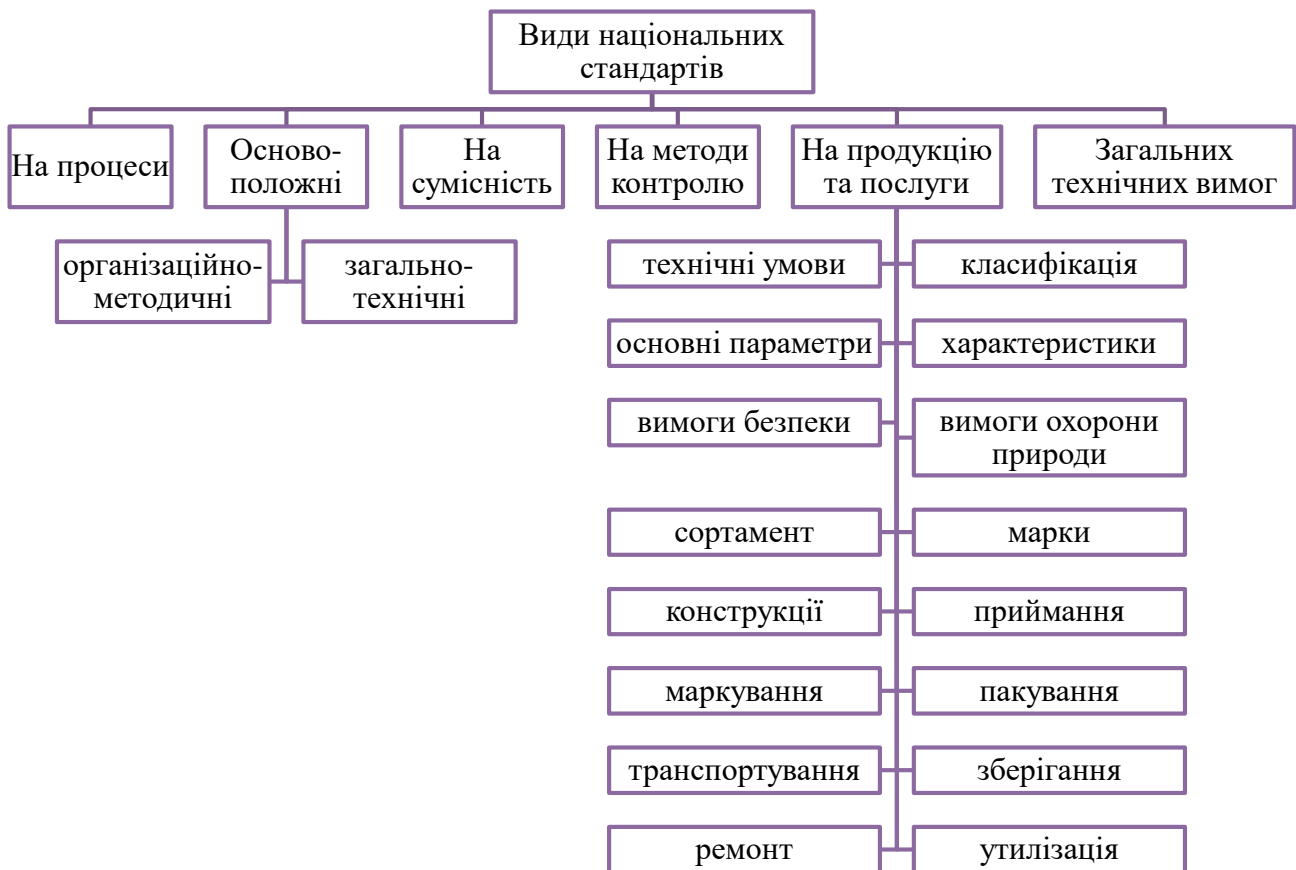 Види національних
стандартів
На процеси
Осново-
положні
На
сумісність
На методи
контролю
На продукцію
та послуги
Загальних
технічних вимог
організаційно-
методичні
загально-
технічні
технічні умови
класифікація
основні параметри
характеристики
вимоги безпеки
вимоги охорони
природи
сортамент
марки
конструкції
приймання
маркування
пакування
транспортування
зберігання
ремонт
утилізація